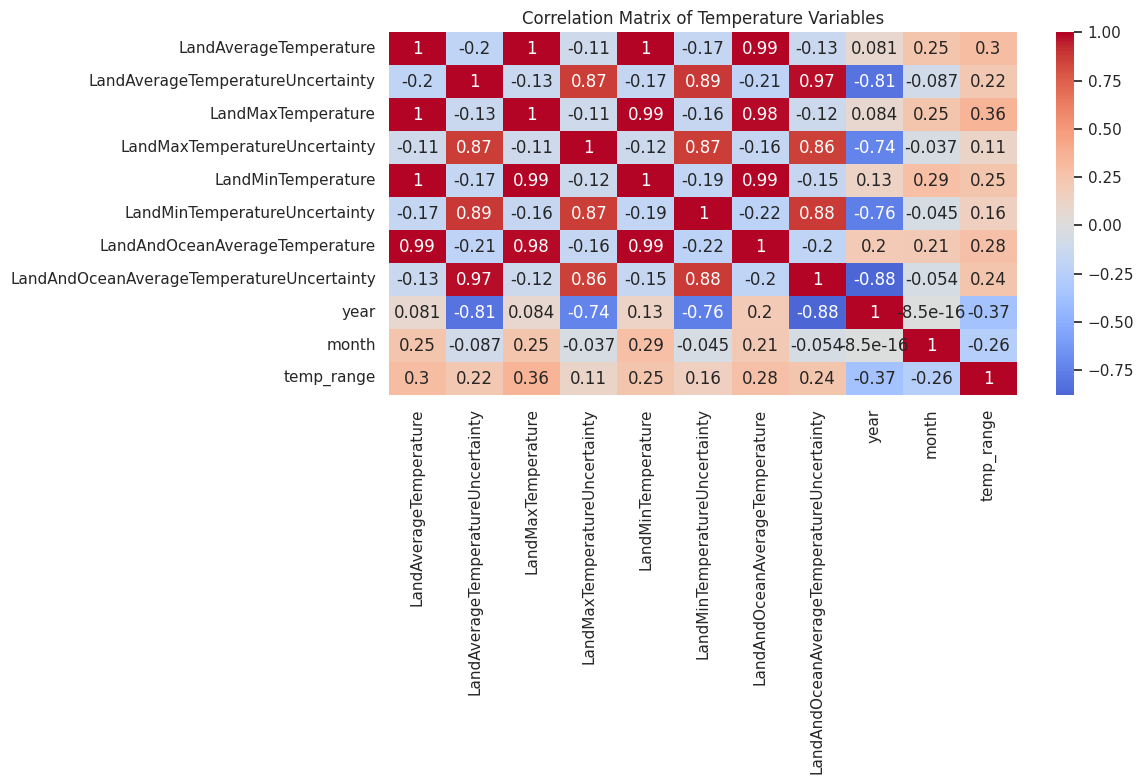 Correlation Matrix of Temperature Variables
LandAverageTemperature 1 -0.2 1 -0.11 1 -0.17 0.99 -0.13 0.081 0.25 0.3
LandAverageTemperatureUncertainty -0.2 1 -0.13 0.87 -0.17 0.89 -0.21 0.97 -0.81 -0.087 0.22
LandMaxTemperature 1 -0.13 1 -0.11 0.99 -0.16 0.98 -0.12 0.084 0.25 0.36
LandMaxTemperatureUncertainty -0.11 0.87 -0.11 1 -0.12 0.87 -0.16 0.86 -0.74 -0.037 0.11
LandMinTemperature 1 -0.17 0.99 -0.12 1 -0.19 0.99 -0.15 0.13 0.29 0.25
LandMinTemperatureUncertainty -0.17 0.89 -0.16 0.87 -0.19 1 -0.22 0.88 -0.76 -0.045 0.16
LandAndOceanAverageTemperature 0.99 -0.21 0.98 -0.16 0.99 -0.22 1 -0.2 0.2 0.21 0.28
LandAndOceanAverageTemperatureUncertainty -0.13 0.97 -0.12 0.86 -0.15 0.88 -0.2 1 -0.88 -0.054 0.24
year 0.081 -0.81 0.084 -0.74 0.13 -0.76 0.2 -0.88 1 -8.5e-16 -0.37
month 0.25 -0.087 0.25 -0.037 0.29 -0.045 0.21 -0.054 -8.5e-16 1 -0.26
temp_range 0.3 0.22 0.36 0.11 0.25 0.16 0.28 0.24 -0.37 -0.26 1
LandAverageTemperature
LandAverageTemperatureUncertainty
LandMaxTemperature
LandMaxTemperatureUncertainty
LandMinTemperature
LandMinTemperatureUncertainty
LandAndOceanAverageTemperature
LandAndOceanAverageTemperatureUncertainty
year
month
temp_range
1.00
0.75
0.50
0.25
0.00
−0.25
−0.50
−0.75